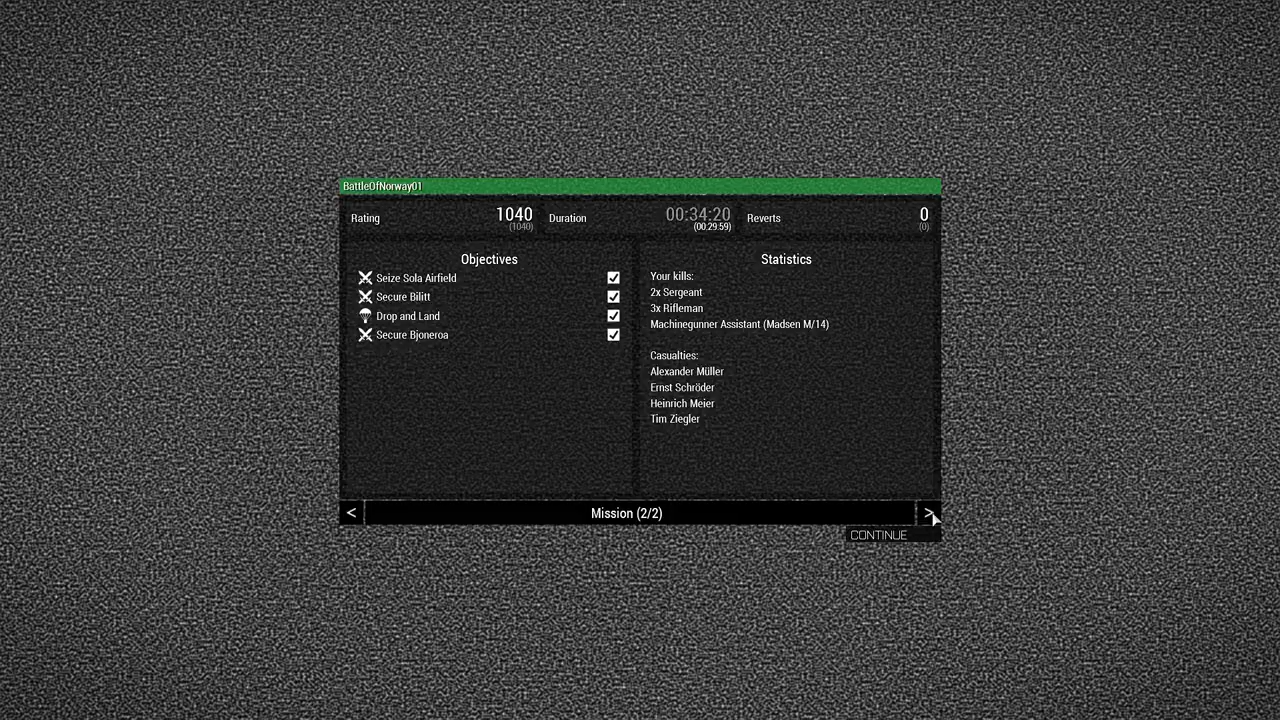 BattleOfNorway01
Rating 1040 (1040)
Duration 00:34:20 (00:29:59)
Reverts 0 (0)
Objectives
Seize Sola Airfield
Secure Bilitt
Drop and Land
Secure Bjoneroa
Statistics
Your kills:
2x Sergeant
3x Rifleman
Machinegunner Assistant (Madsen M/14)
Casualties:
Alexander Müller
Ernst Schröder
Heinrich Meier
Tim Ziegler
< Mission (2/2) >
CONTINUE